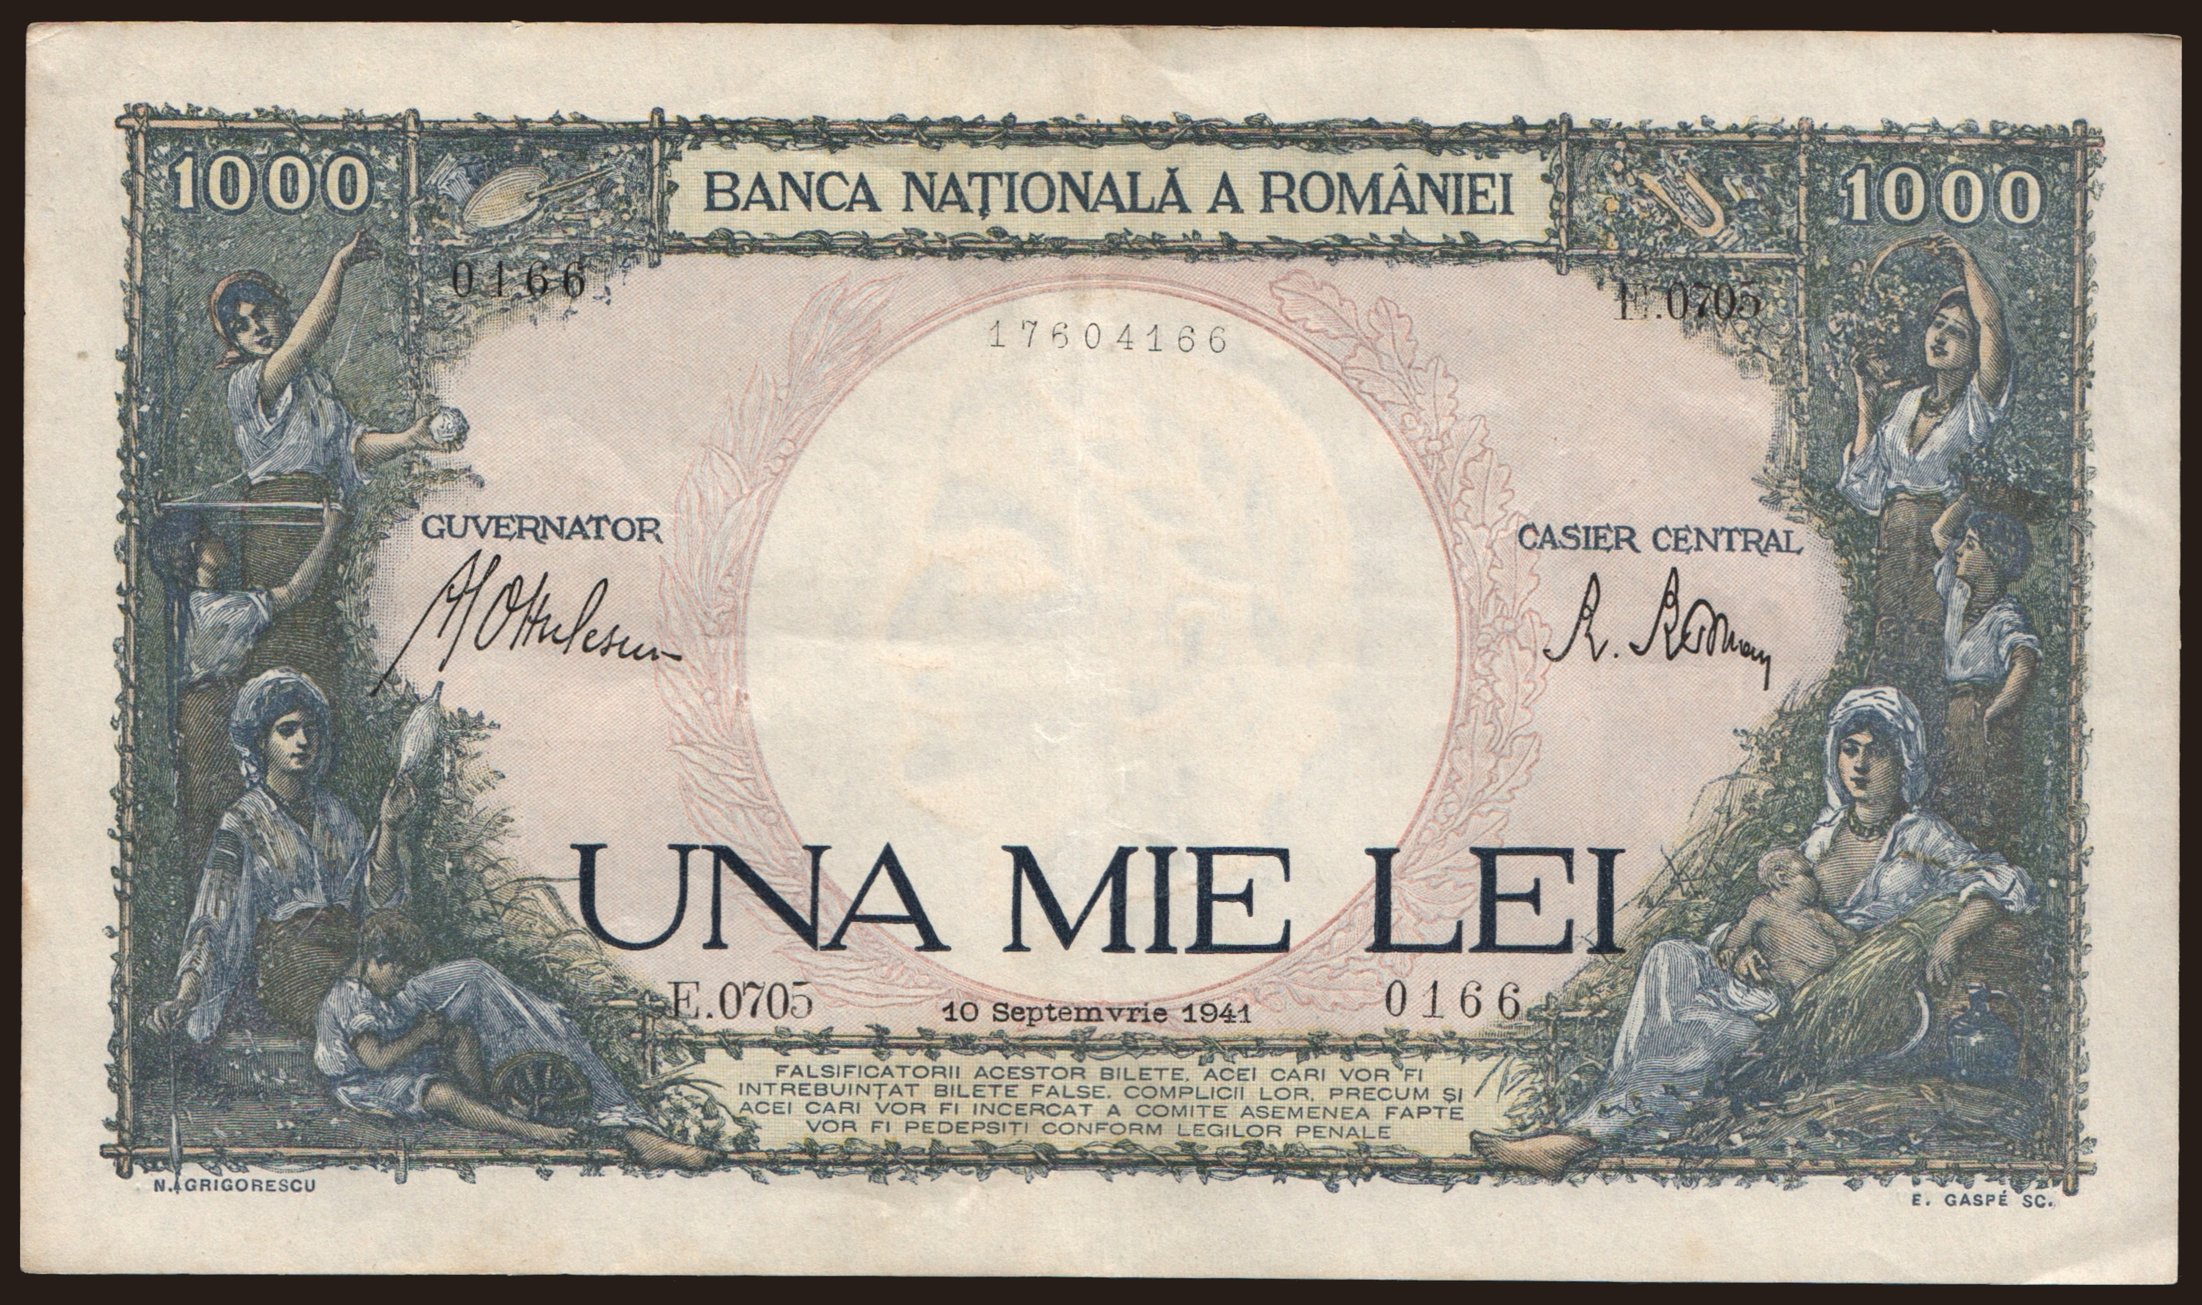 1000
BANCA NAȚIONALĂ A ROMÂNIEI
1000
0166
E.0705
17604166
GUVERNATOR
CASIER CENTRAL
UNA MIE LEI
E.0705
10 Septemvrie 1941
0166
FALSIFICATORII ACESTOR BILETE, ACEI CARI VOR FI
INTREBUINȚAT BILETE FALSE, COMPLICII LOR, PRECUM ȘI
ACEI CARI VOR FI INCERCAT A COMITE ASEMENEA FAPTE
VOR FI PEDEPSITI CONFORM LEGILOR PENALE
N. GRIGORESCU
E. GASPÉ SC.